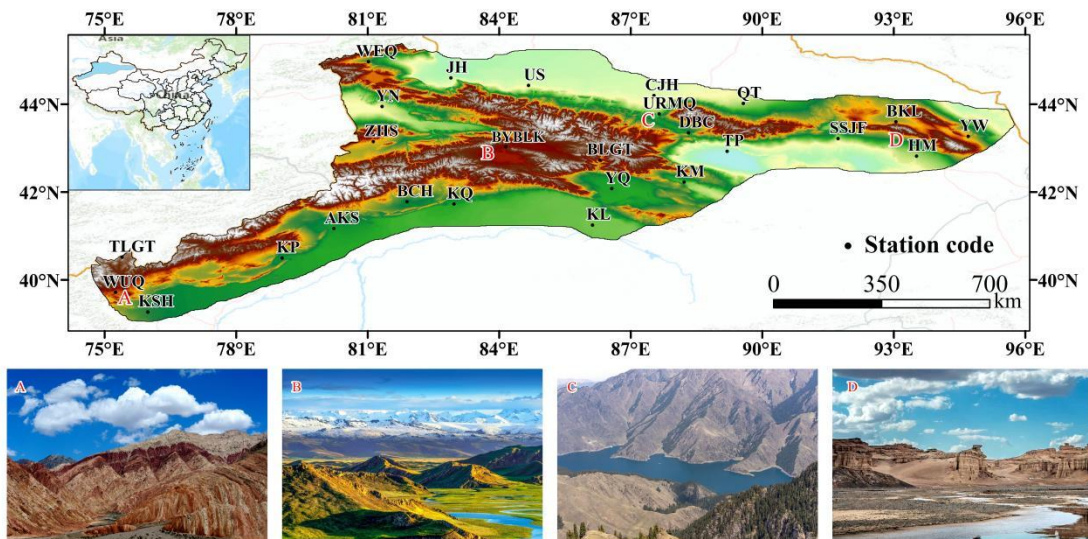 75°E 78°E 81°E 84°E 87°E 90°E 93°E 96°E
Asia
China
WEQ
JH
US
44°N
YN
CJH
URMQ
QT
C
DBC
BKL
SSJF
YW
D
HM
ZHS
BYBLK
B
BLGT
TP
44°N
42°N
BCH
KQ
YQ
KM
42°N
AKS
KL
TLGT
KP
Station code
40°N
WUQ
A
KSH
0 350 700
km
40°N
75°E 78°E 81°E 84°E 87°E 90°E 93°E 96°E
A
B
C
D